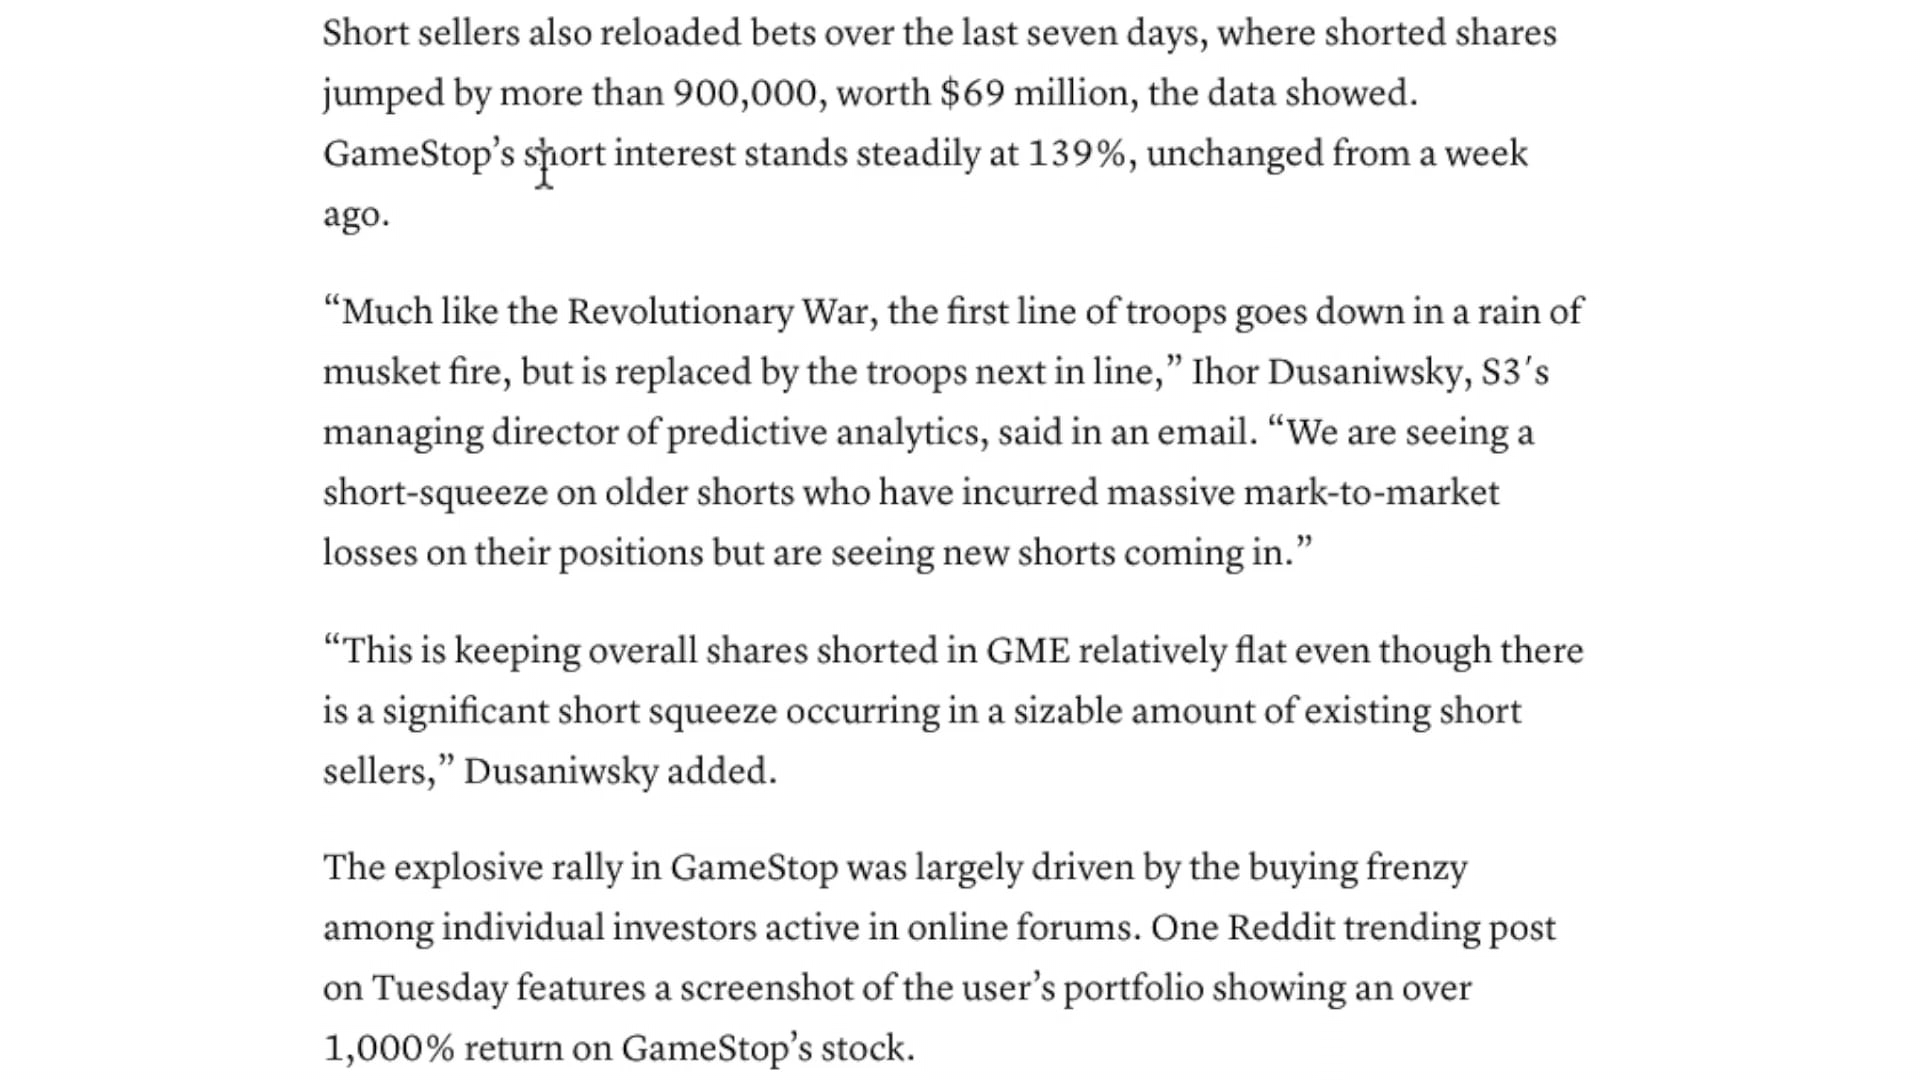 Short sellers also reloaded bets over the last seven days, where shorted shares
jumped by more than 900,000, worth $69 million, the data showed.
GameStop’s short interest stands steadily at 139%, unchanged from a week
ago.
“Much like the Revolutionary War, the first line of troops goes down in a rain of
musket fire, but is replaced by the troops next in line,” Ihor Dusaniwsky, S3′s
managing director of predictive analytics, said in an email. “We are seeing a
short-squeeze on older shorts who have incurred massive mark-to-market
losses on their positions but are seeing new shorts coming in.”
“This is keeping overall shares shorted in GME relatively flat even though there
is a significant short squeeze occurring in a sizable amount of existing short
sellers,” Dusaniwsky added.
The explosive rally in GameStop was largely driven by the buying frenzy
among individual investors active in online forums. One Reddit trending post
on Tuesday features a screenshot of the user’s portfolio showing an over
1,000% return on GameStop’s stock.